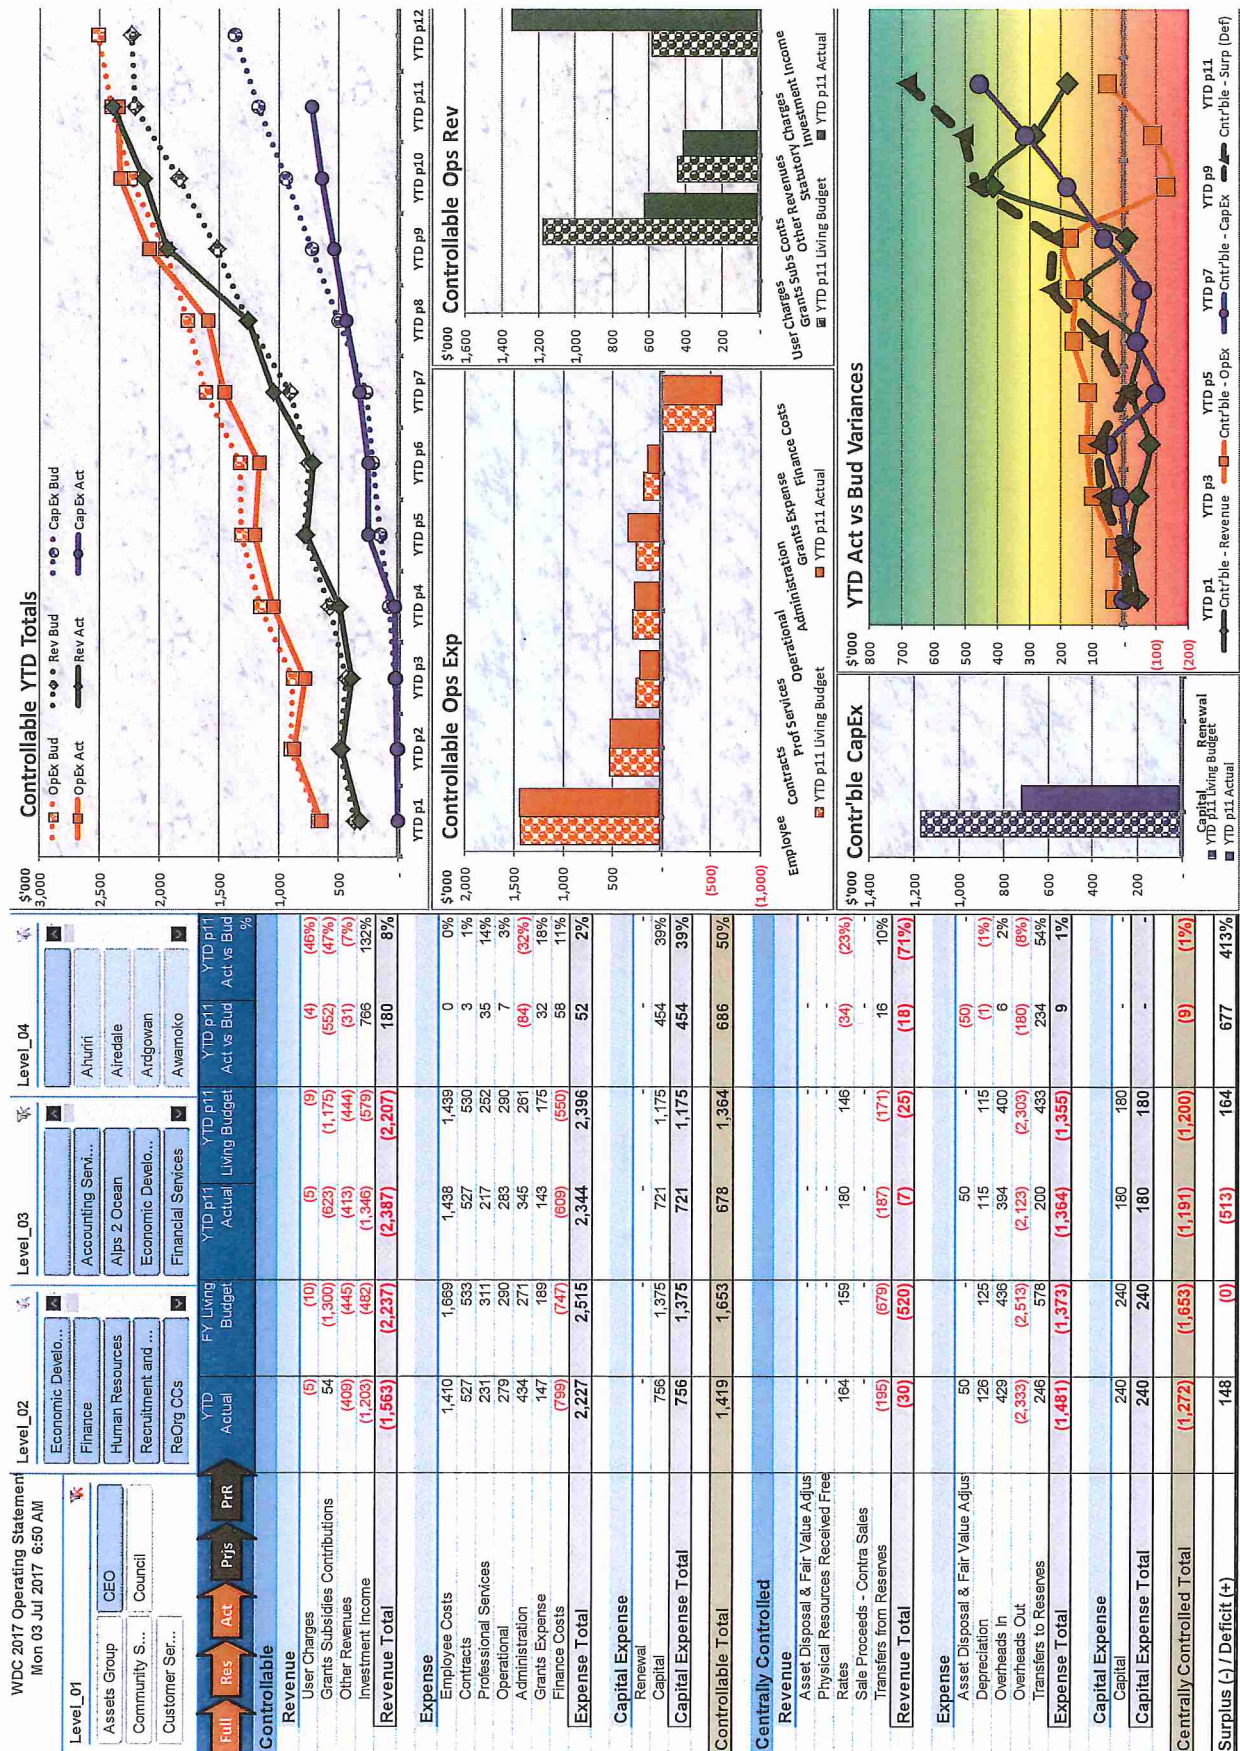 WDC 2017 Operating Statement
Mon 03 Jul 2017 6:50 AM
Level_01
Assets Group
CEO
Community S...
Council
Customer Ser...
Level_02
Economic Develo...
Finance
Human Resources
Recruitment and ...
ReOrg CCs
Level_03
Accounting Servi...
Alps 2 Ocean
Economic Develo...
Financial Services
Level_04
Ahuriri
Airedale
Ardgowan
Awamoko
Full Res Act Prjs PrR
YTD Actual FY Living Budget YTD p11 Actual YTD p11 Living Budget YTD p11 Act vs Bud YTD p11 Act vs Bud %
Controllable
Revenue
User Charges (5) (10) (5) (9) (4) (46%)
Grants Subsidies Contributions 54 (1,300) (623) (1,175) (552) (47%)
Other Revenues (409) (445) (413) (444) (31) (7%)
Investment Income (1,203) (482) (1,346) (579) 766 132%
Revenue Total (1,563) (2,237) (2,387) (2,207) 180 8%
Expense
Employee Costs 1,410 1,669 1,438 1,439 0 0%
Contracts 527 533 527 530 3 1%
Professional Services 231 311 217 252 35 14%
Operational 279 290 283 290 7 3%
Administration 434 271 345 261 (84) (32%)
Grants Expense 147 189 143 175 32 18%
Finance Costs (799) (747) (609) (550) 58 11%
Expense Total 2,227 2,515 2,344 2,396 52 2%
Capital Expense
Renewal - - - - - -
Capital 756 1,375 721 1,175 454 39%
Capital Expense Total 756 1,375 721 1,175 454 39%
Controllable Total 1,419 1,653 678 1,364 686 50%
Centrally Controlled
Revenue
Asset Disposal & Fair Value Adjus - - - - - -
Physical Resources Received Free - - - - - -
Rates 164 159 180 146 (34) (23%)
Sale Proceeds - Contra Sales - - - - - -
Transfers from Reserves (195) (679) (187) (171) 16 10%
Revenue Total (30) (520) (7) (25) (18) (71%)
Expense
Asset Disposal & Fair Value Adjus 50 - 50 - (50) -
Depreciation 126 125 115 115 (1) (1%)
Overheads In 429 436 394 400 6 2%
Overheads Out (2,333) (2,513) (2,123) (2,303) (180) (8%)
Transfers to Reserves 246 578 200 433 234 54%
Expense Total (1,481) (1,373) (1,364) (1,355) 9 1%
Capital Expense
Capital 240 240 180 180 - -
Capital Expense Total 240 240 180 180 - -
Centrally Controlled Total (1,272) (1,653) (1,191) (1,200) (9) (1%)
Surplus (-) / Deficit (+) 148 (0) (513) 164 677 413%
Controllable YTD Totals
$'000
3,000
2,500
2,000
1,500
1,000
500
-
OpEx Bud Rev Bud CapEx Bud
OpEx Act Rev Act CapEx Act
YTD p1 YTD p2 YTD p3 YTD p4 YTD p5 YTD p6 YTD p7 YTD p8 YTD p9 YTD p10 YTD p11 YTD p12
Controllable Ops Exp
$'000
2,000
1,500
1,000
500
-
(500)
(1,000)
Employee Contracts Prof Services Operational Administration Grants Expense Finance Costs
YTD p11 Living Budget YTD p11 Actual
Controllable Ops Rev
$'000
1,600
1,400
1,200
1,000
800
600
400
200
-
User Charges Grants Subs Conts Other Revenues Statutory Charges Investment Income
YTD p11 Living Budget YTD p11 Actual
Contr'ble CapEx
$'000
1,400
1,200
1,000
800
600
400
200
-
Capital Renewal
YTD p11 Living Budget
YTD p11 Actual
YTD Act vs Bud Variances
$'000
800
700
600
500
400
300
200
100
-
(100)
(200)
YTD p1 YTD p3 YTD p5 YTD p7 YTD p9 YTD p11
Cntr'ble - Revenue Cntr'ble - OpEx Cntr'ble - CapEx Cntr'ble - Surp (Def)